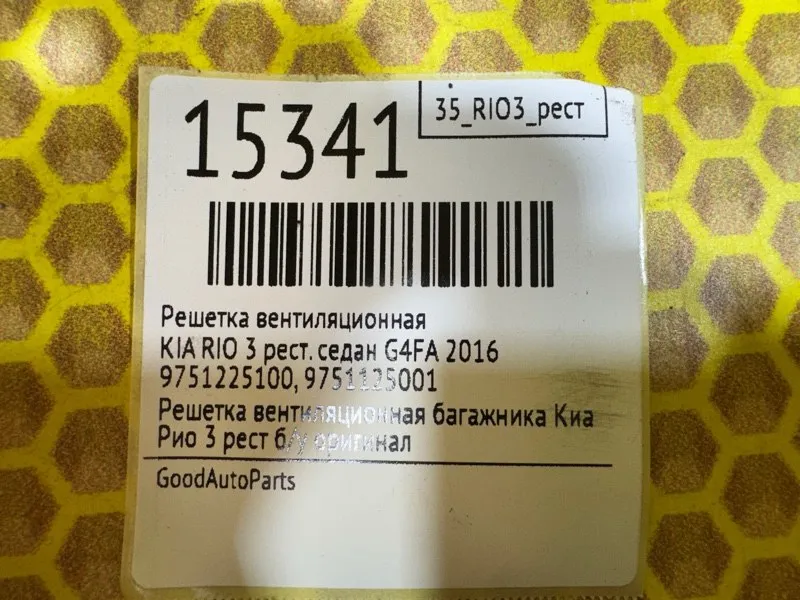 15341
35_RIO3_рест
Решетка вентиляционная
KIA RIO 3 рест. седан G4FA 2016
9751225100, 9751125001
Решетка вентиляционная багажника Киа
Рио 3 рест б/у оригинал
GoodAutoParts